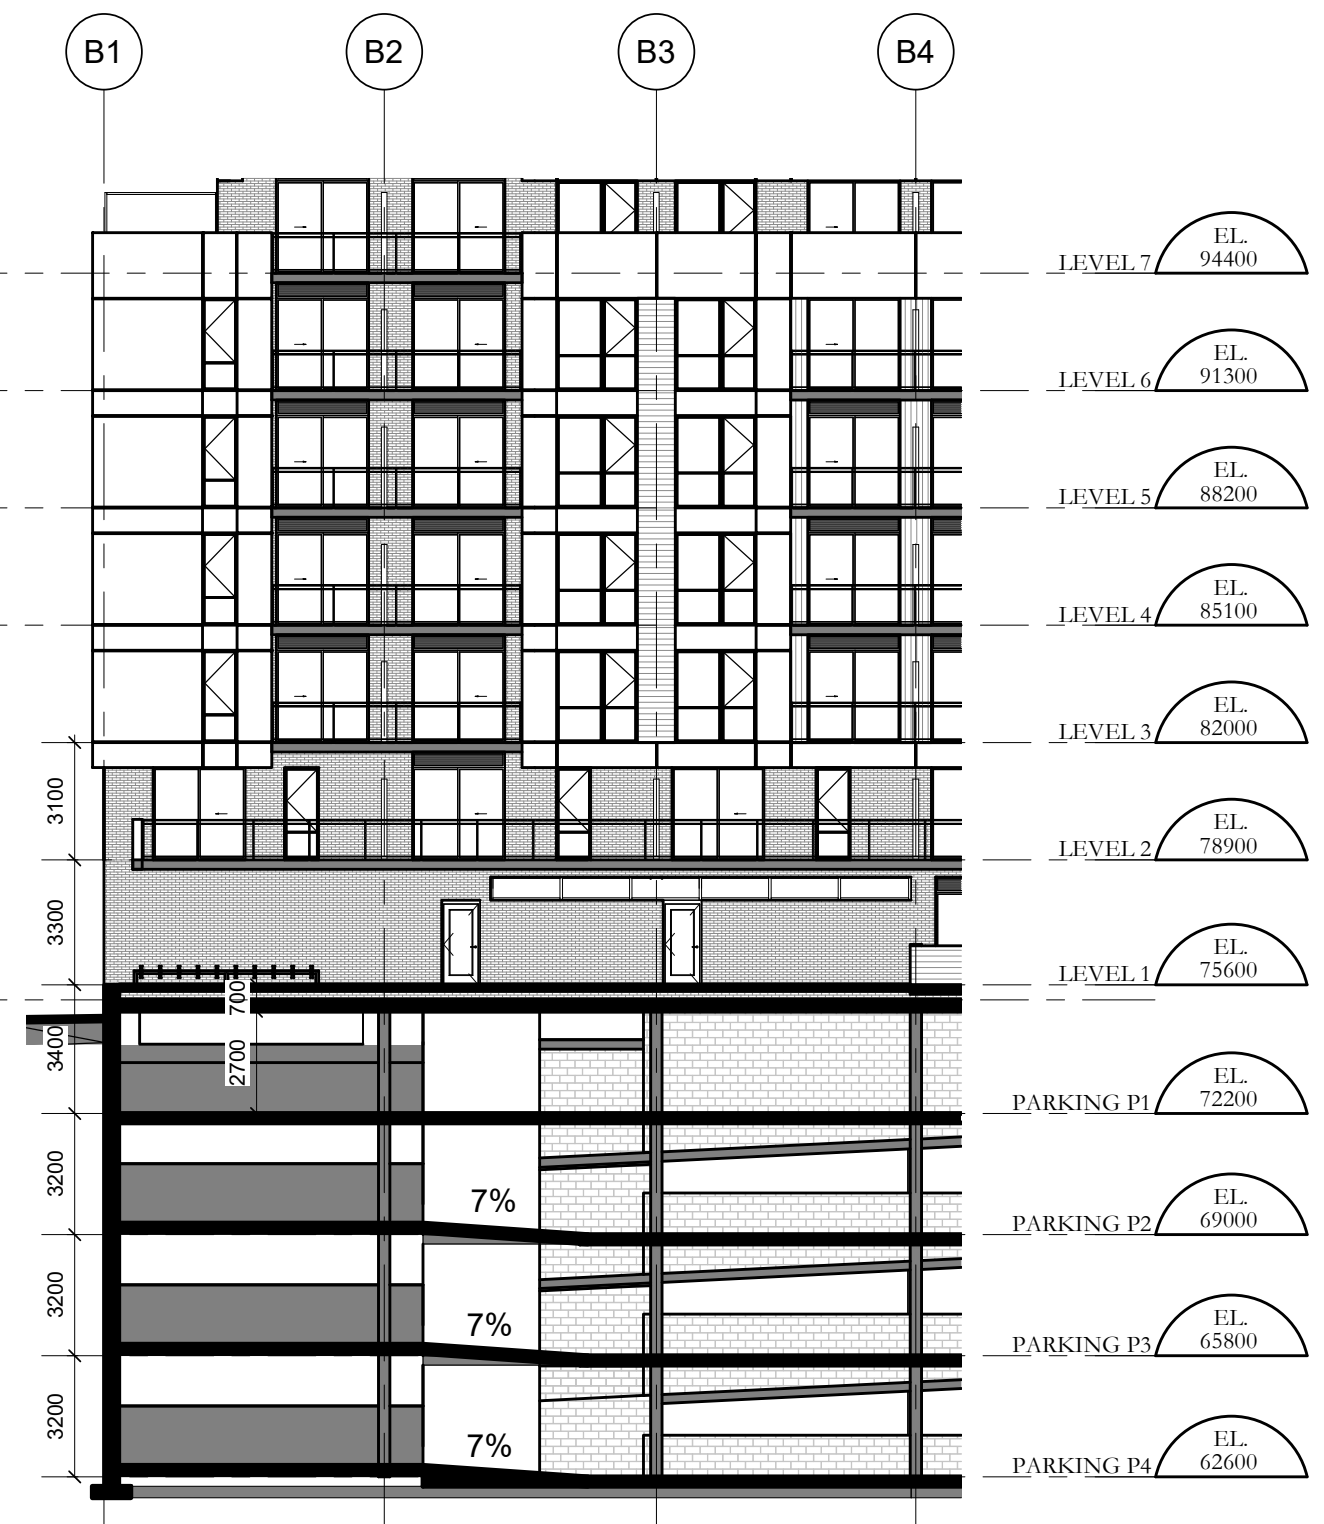 B1 B2 B3 B4
EL.
LEVEL 7 94400
EL.
LEVEL 6 91300
EL.
LEVEL 5 88200
EL.
LEVEL 4 85100
EL.
LEVEL 3 82000
3100
EL.
LEVEL 2 78900
3300
EL.
LEVEL 1 75600
700
3400
2700
EL.
PARKING P1 72200
3200
7%
EL.
PARKING P2 69000
3200
7%
EL.
PARKING P3 65800
3200
7%
EL.
PARKING P4 62600